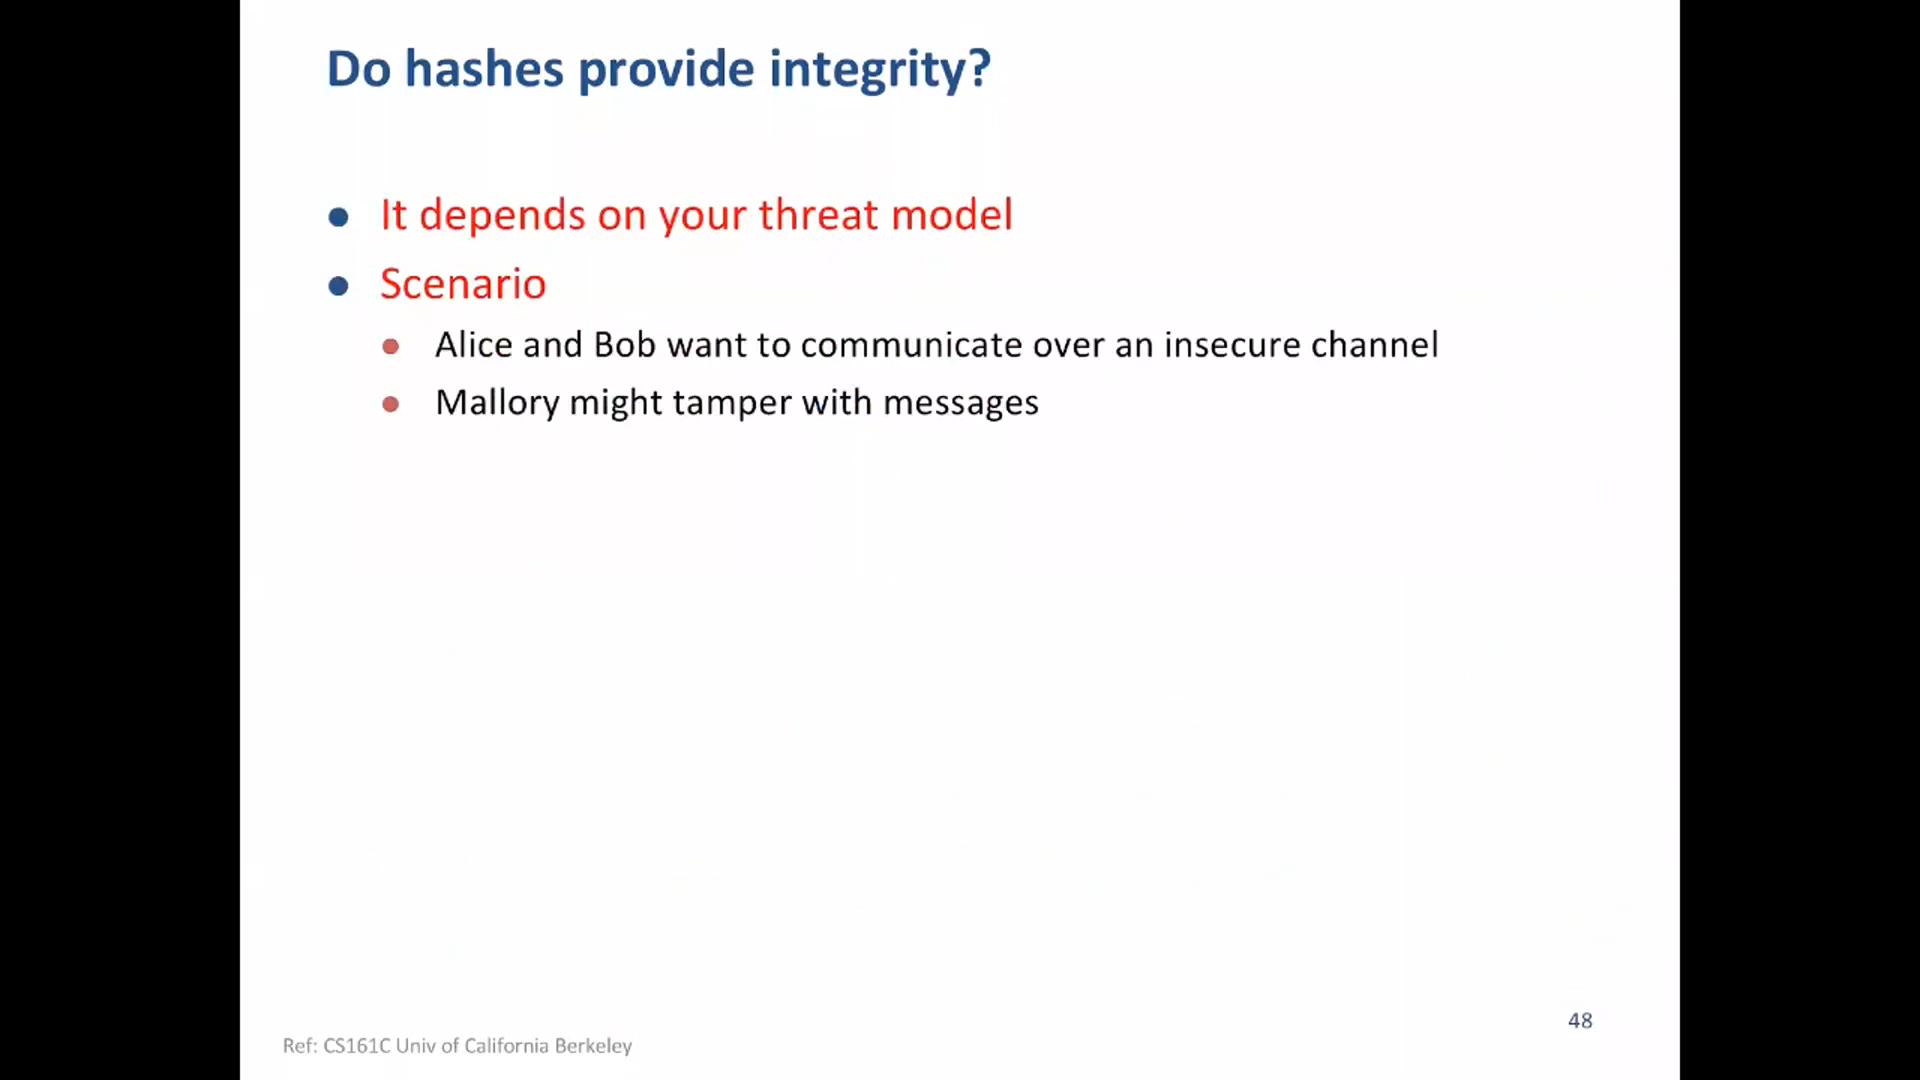 Do hashes provide integrity?
● It depends on your threat model
● Scenario
● Alice and Bob want to communicate over an insecure channel
● Mallory might tamper with messages
48
Ref: CS161C Univ of California Berkeley